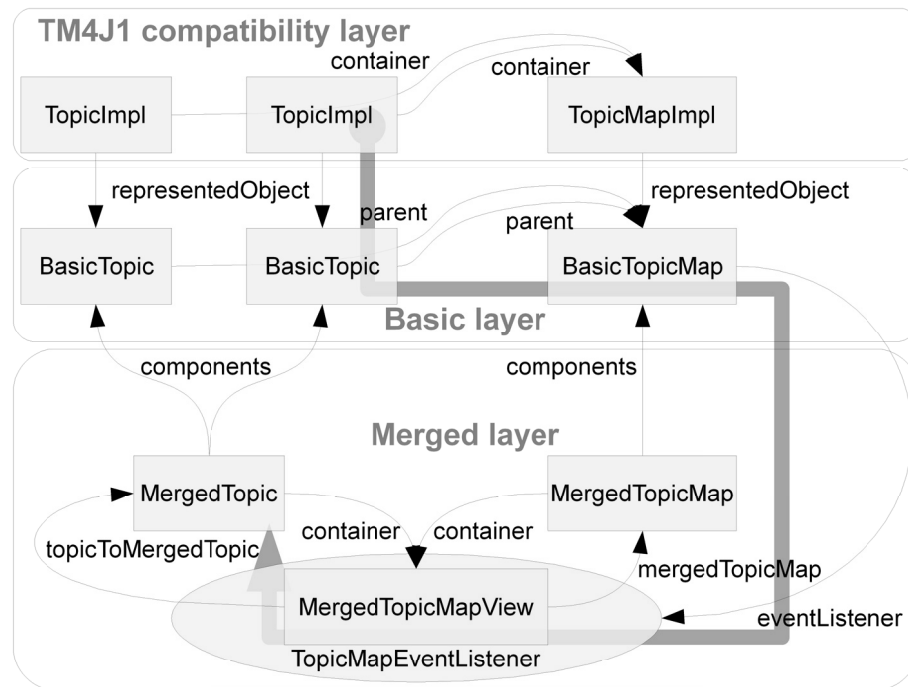 TM4J1 compatibility layer
container
container
TopicImpl
TopicImpl
TopicMapImpl
representedObject
representedObject
parent
parent
BasicTopic
BasicTopic
BasicTopicMap
Basic layer
components
components
Merged layer
MergedTopic
MergedTopicMap
container
container
topicToMergedTopic
mergedTopicMap
MergedTopicMapView
eventListener
TopicMapEventListener